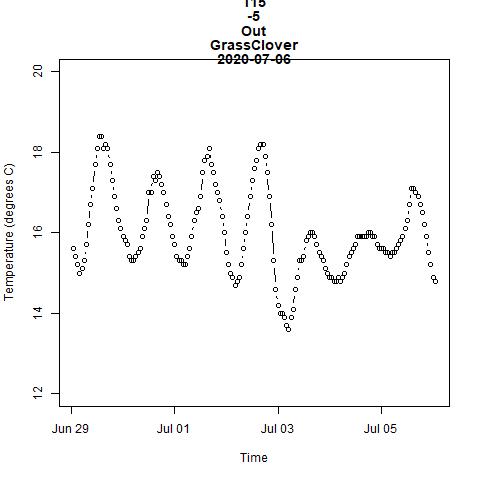 T15
-5
Out
GrassClover
2020-07-06
20
18
16
14
12
Temperature (degrees C)
Jun 29
Jul 01
Jul 03
Jul 05
Time